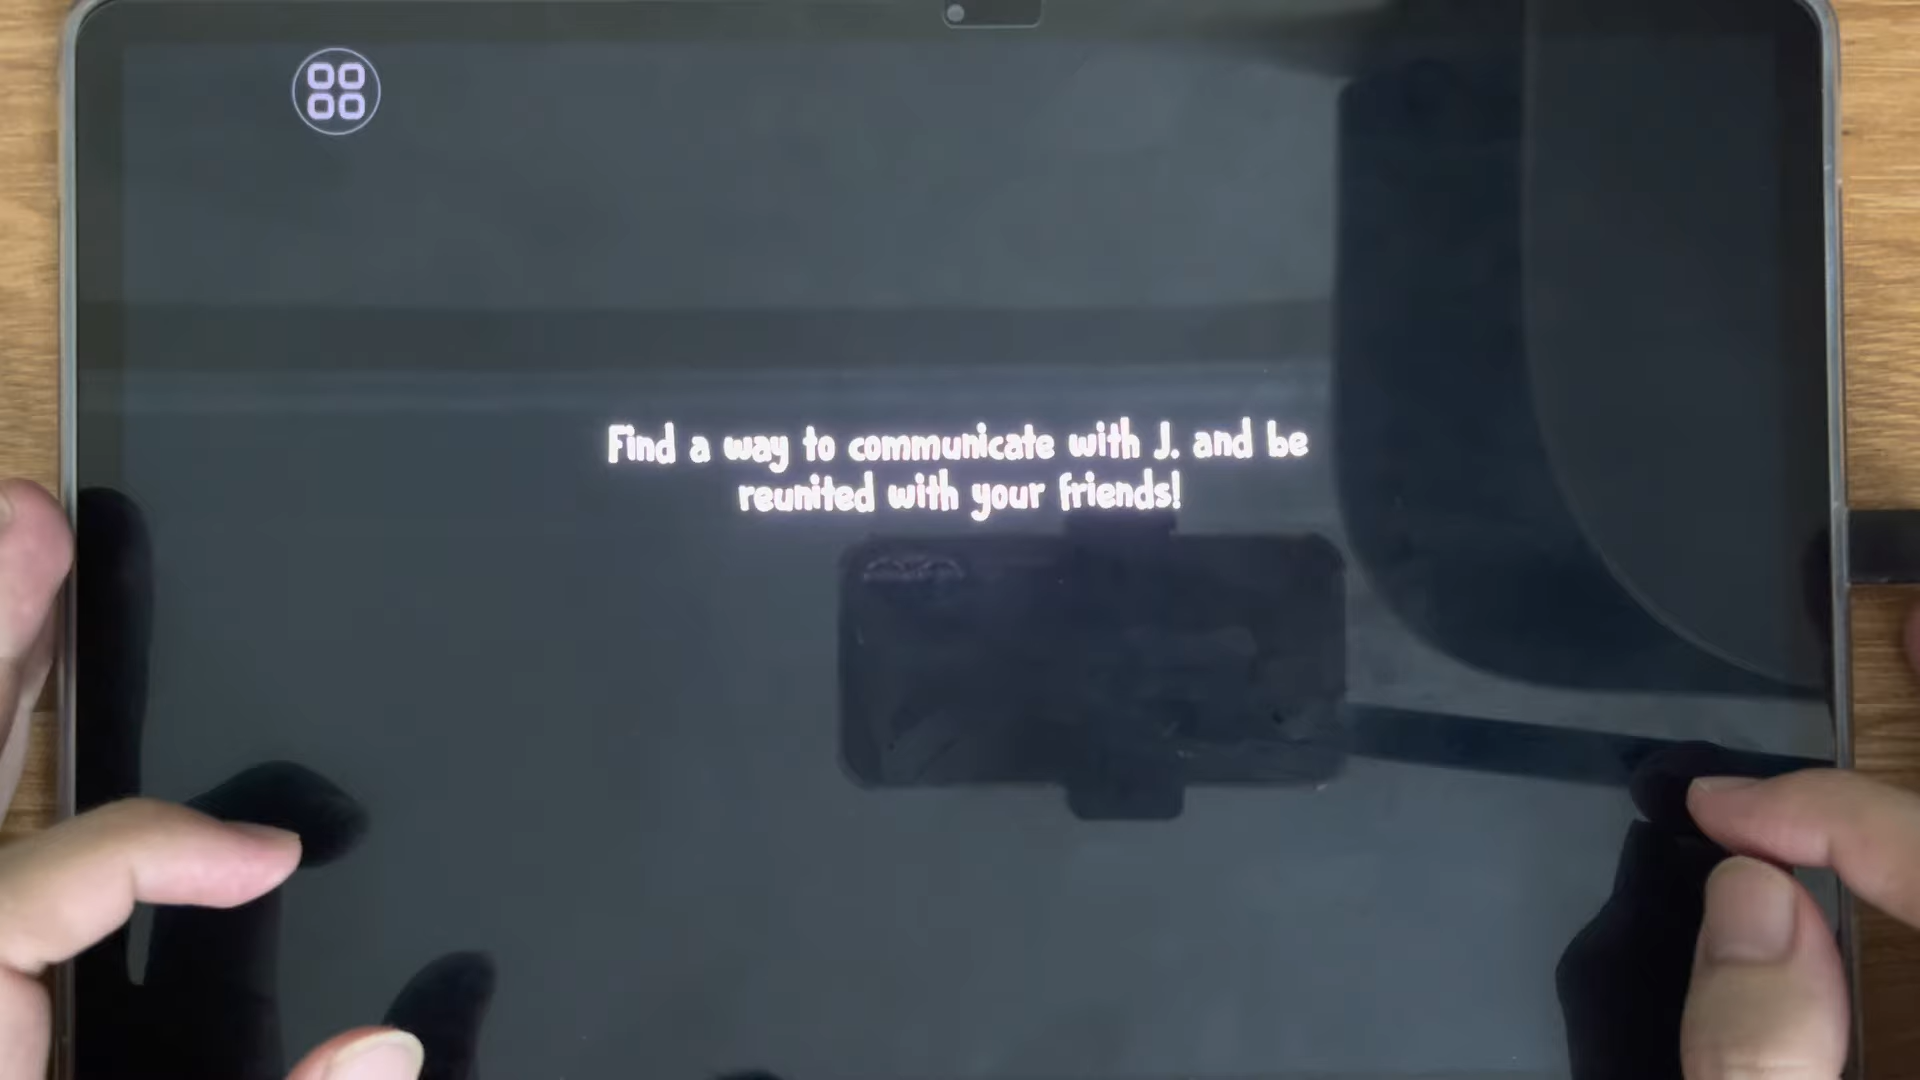 Find a way to communicate with J. and be
reunited with your friends!